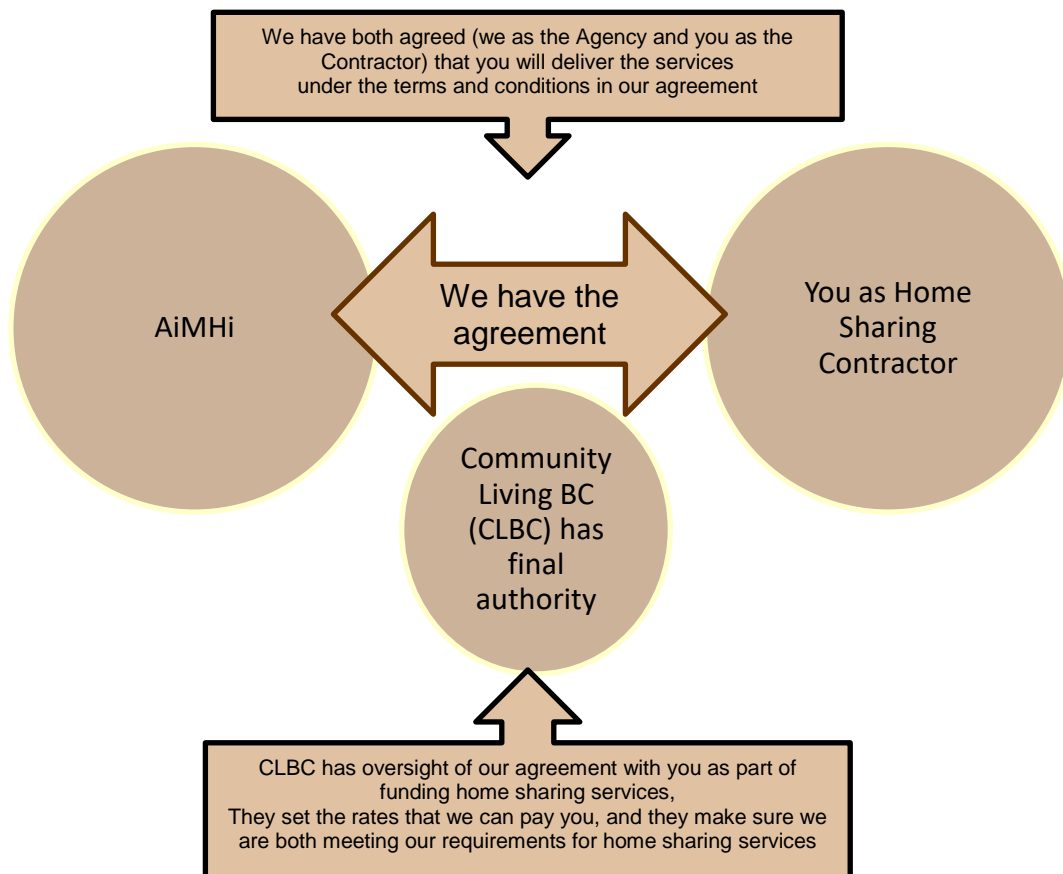 We have both agreed (we as the Agency and you as the
Contractor) that you will deliver the services
under the terms and conditions in our agreement
AiMHi
We have the
agreement
You as Home
Sharing
Contractor
Community
Living BC
(CLBC) has
final
authority
CLBC has oversight of our agreement with you as part of
funding home sharing services,
They set the rates that we can pay you, and they make sure we
are both meeting our requirements for home sharing services